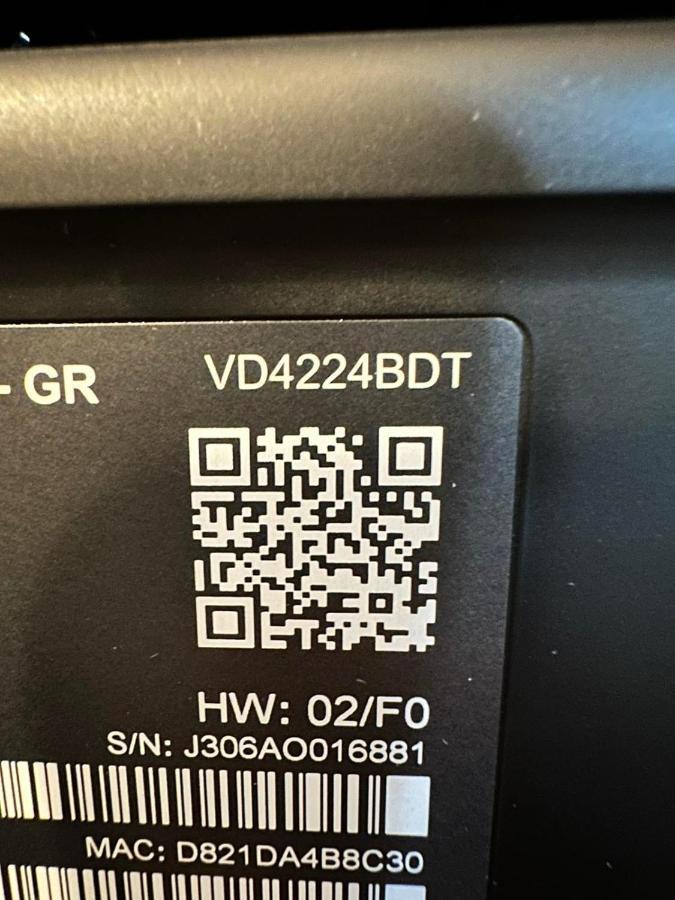 - GR
VD4224BDT
HW: 02/F0
S/N: J306AO016881
MAC: D821DA4B8C30